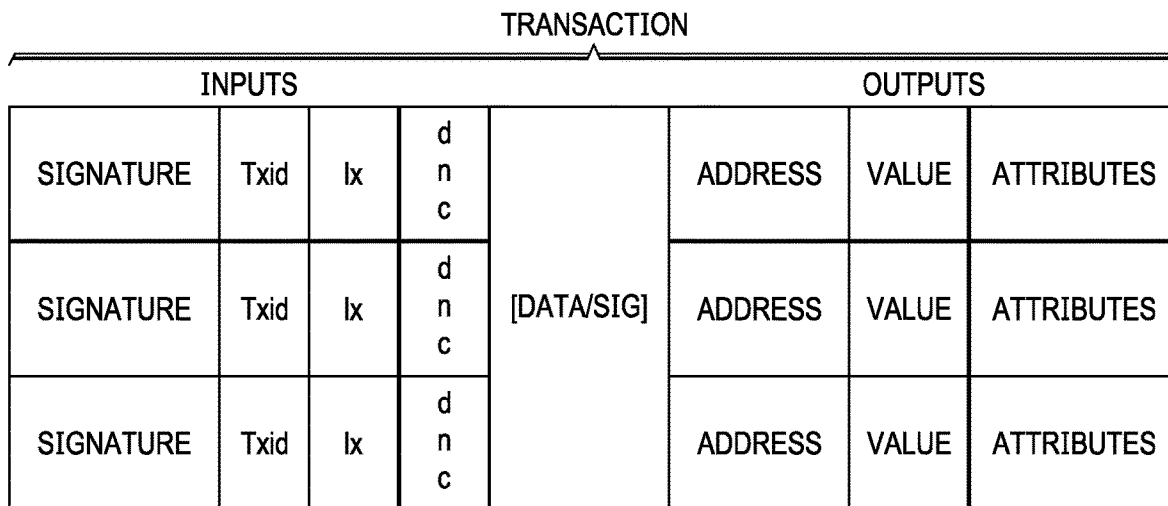 TRANSACTION
INPUTS OUTPUTS
SIGNATURE Txid Ix d n c ADDRESS VALUE ATTRIBUTES
SIGNATURE Txid Ix d n c [DATA/SIG] ADDRESS VALUE ATTRIBUTES
SIGNATURE Txid Ix d n c ADDRESS VALUE ATTRIBUTES